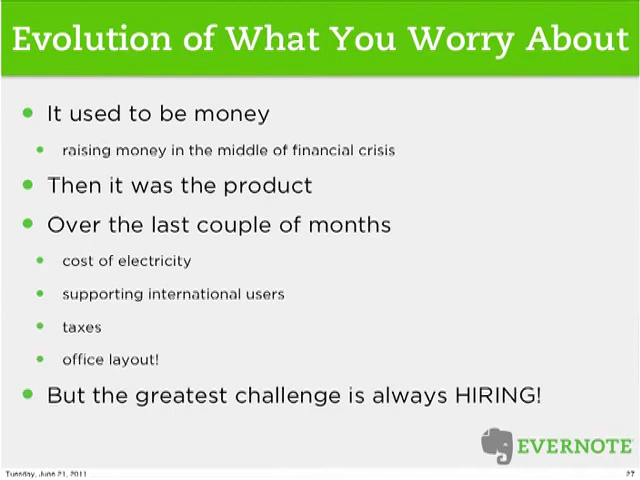 Evolution of What You Worry About
It used to be money
raising money in the middle of financial crisis
Then it was the product
Over the last couple of months
cost of electricity
supporting international users
taxes
office layout!
But the greatest challenge is always HIRING!
EVERNOTE
Tuesday, June 21, 2011
27